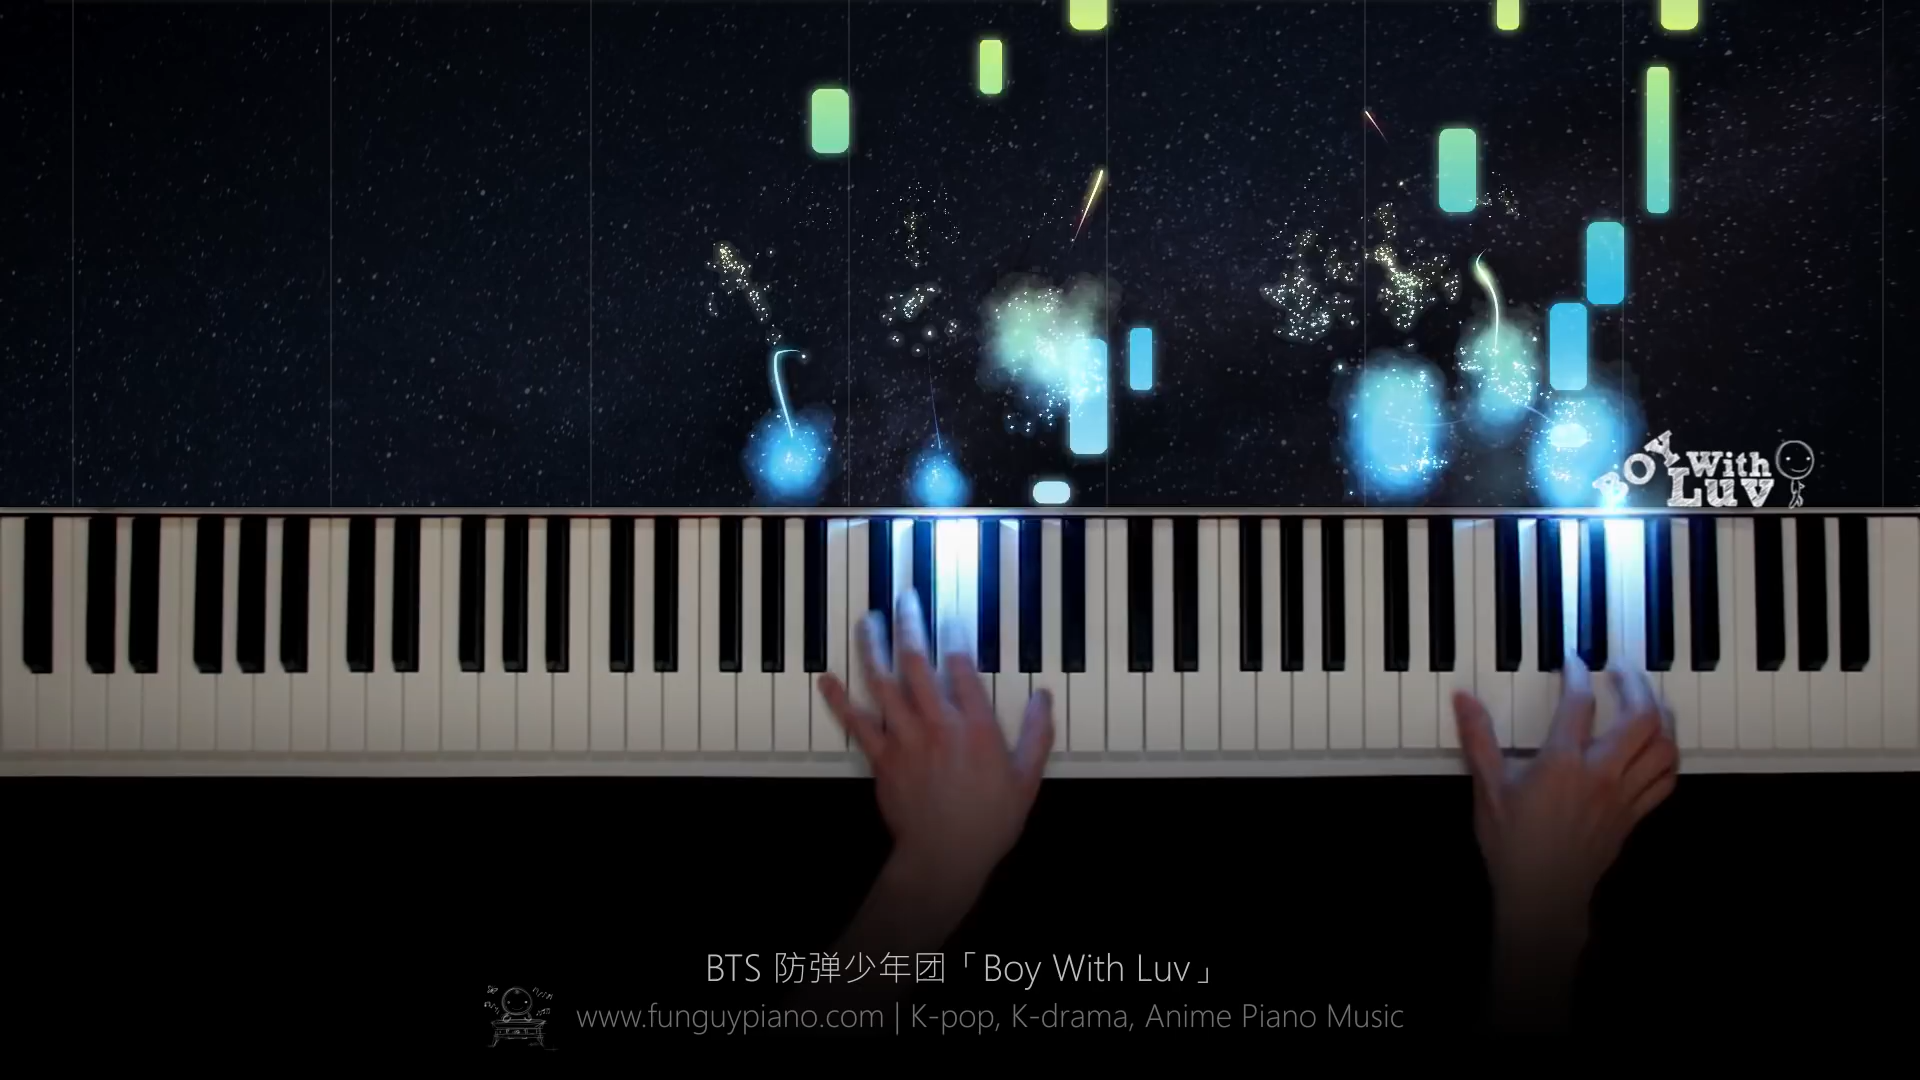 BOY With
Luv
BTS 防弹少年团「Boy With Luv」
www.funguypiano.com | K-pop, K-drama, Anime Piano Music